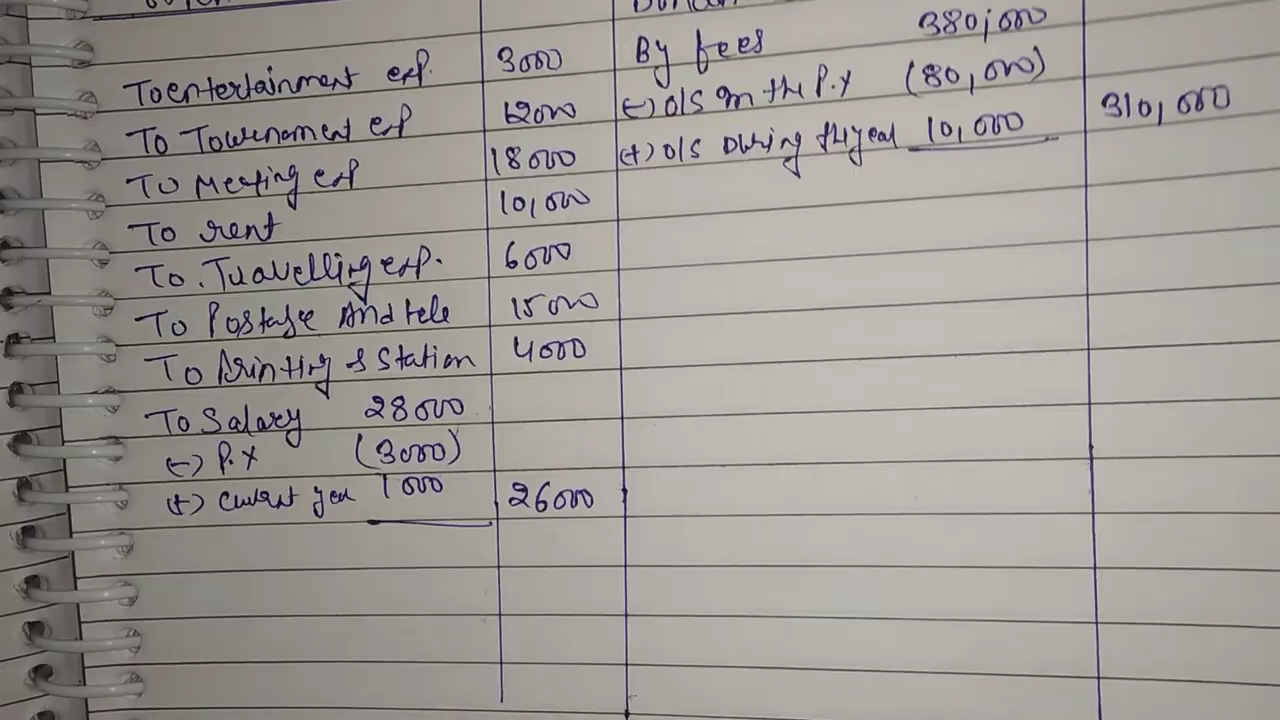 To entertainment exp. 3000
To Tournament exp 12000
To Meeting exp 18000
To rent 10,000
To. Travelling exp. 6000
To Postage And tele 15000
To Printing & Station 4000
To Salary 28000
(-) P.Y (3000)
(+) Current year 1000 26000
By fees 380,000
(-) O/S in the P.Y (80,000)
(+) O/S During the year 10,000 310,000